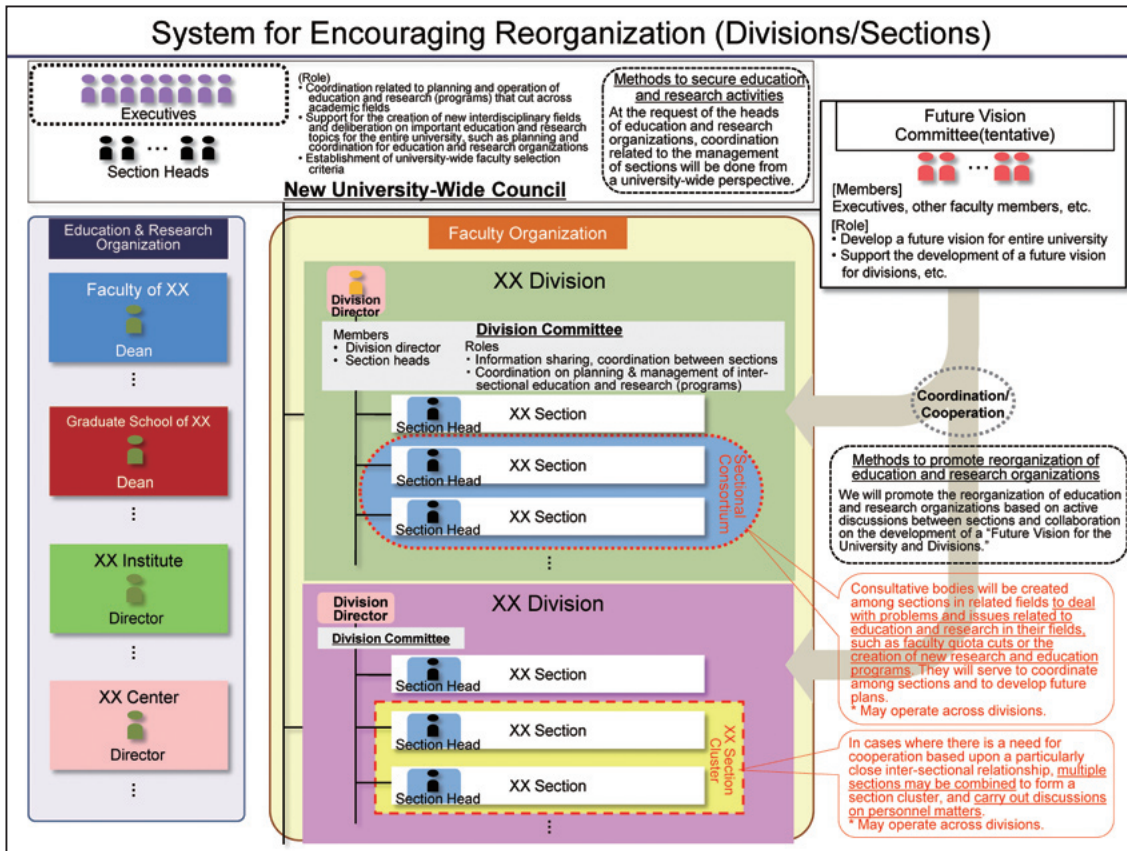 System for Encouraging Reorganization (Divisions/Sections)
Executives
Section Heads
(Role)
• Coordination related to planning and operation of
education and research (programs) that cut across
academic fields
• Support for the creation of new interdisciplinary fields
and deliberation on important education and research
topics for the entire university, such as planning and
coordination for education and research organizations
• Establishment of university-wide faculty selection
criteria
New University-Wide Council
Methods to secure education
and research activities
At the request of the heads
of education and research
organizations, coordination
related to the management
of sections will be done from
a university-wide perspective.
Future Vision
Committee(tentative)
[Members]
Executives, other faculty members, etc.
[Role]
• Develop a future vision for entire university
• Support the development of a future vision
for divisions, etc.
Education & Research
Organization
Faculty of XX
Dean
Graduate School of XX
Dean
XX Institute
Director
XX Center
Director
Faculty Organization
XX Division
Division
Director
Division Committee
Members
• Division director
• Section heads
Roles
・Information sharing, coordination between sections
・Coordination on planning & management of inter-
sectional education and research (programs)
XX Section
Section Head
XX Section
Section Head
XX Section
Section Head
Sectional
Consortium
XX Division
Division
Director
Division Committee
XX Section
Section Head
XX Section
Section Head
XX Section
Section Head
XX Section
Cluster
Coordination/
Cooperation
Methods to promote reorganization of
education and research organizations
We will promote the reorganization of education
and research organizations based on active
discussions between sections and collaboration
on the development of a “Future Vision for the
University and Divisions.”
Consultative bodies will be created
among sections in related fields to deal
with problems and issues related to
education and research in their fields,
such as faculty quota cuts or the
creation of new research and education
programs. They will serve to coordinate
among sections and to develop future
plans.
* May operate across divisions.
In cases where there is a need for
cooperation based upon a particularly
close inter-sectional relationship, multiple
sections may be combined to form a
section cluster, and carry out discussions
on personnel matters.
* May operate across divisions.